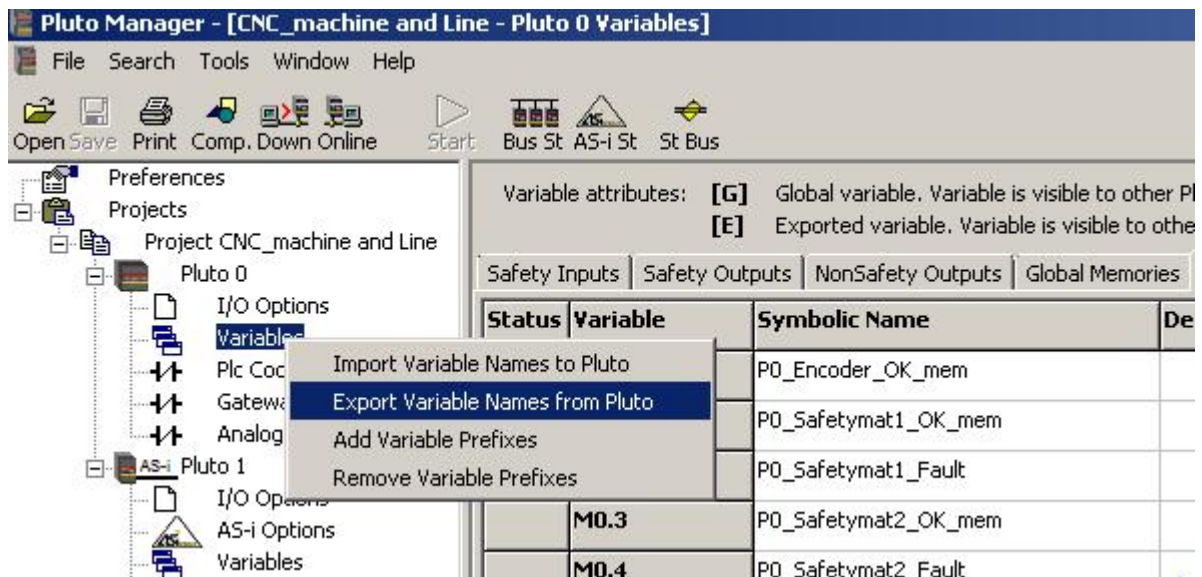 Pluto Manager - [CNC_machine and Line - Pluto 0 Variables]
File Search Tools Window Help
Open Save Print Comp. Down Online Start Bus St AS-i St St Bus
Preferences
Projects
Project CNC_machine and Line
Pluto 0
I/O Options
Variables
Plc Coc
Gatewa
Analog
AS-i Pluto 1
I/O Options
AS-i Options
Variables
Import Variable Names to Pluto
Export Variable Names from Pluto
Add Variable Prefixes
Remove Variable Prefixes
Variable attributes: [G] Global variable. Variable is visible to other Pl
[E] Exported variable. Variable is visible to othe
Safety Inputs Safety Outputs NonSafety Outputs Global Memories
Status Variable Symbolic Name De
P0_Encoder_OK_mem
P0_Safetymat1_OK_mem
P0_Safetymat1_Fault
M0.3 P0_Safetymat2_OK_mem
M0.4 P0_Safetymat2_Fault